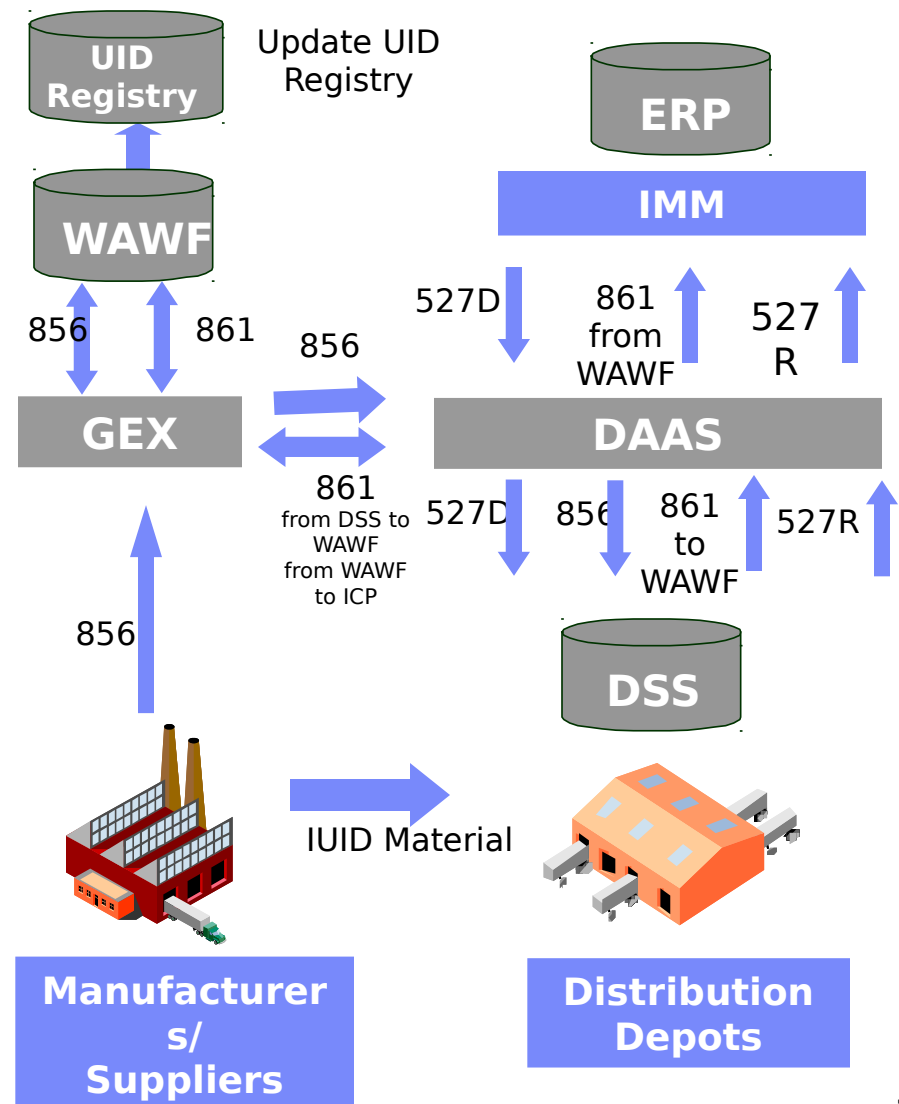 UID
Registry
Update UID
Registry
ERP
WAWF
IMM
856
861
856
527D
861
from
WAWF
527
R
GEX
DAAS
861
from DSS to
WAWF
from WAWF
to ICP
527D
856
861
to
WAWF
527R
856
DSS
IUID Material
Manufacturer
s/
Suppliers
Distribution
Depots